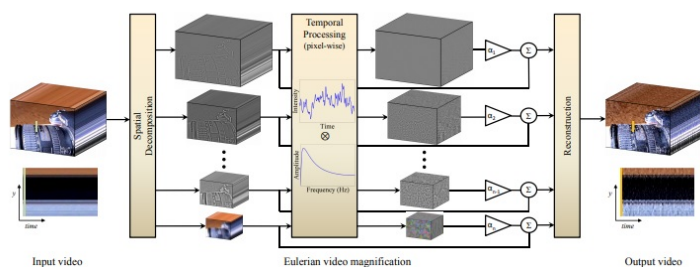 Spatial
Decomposition
Temporal
Processing
(pixel-wise)
Intensity
Time
⊗
Amplitude
Frequency (Hz)
α₁
Σ
α₂
Σ
αₙ₋₁
Σ
αₙ
Σ
Reconstruction
y
time
y
time
Input video
Eulerian video magnification
Output video